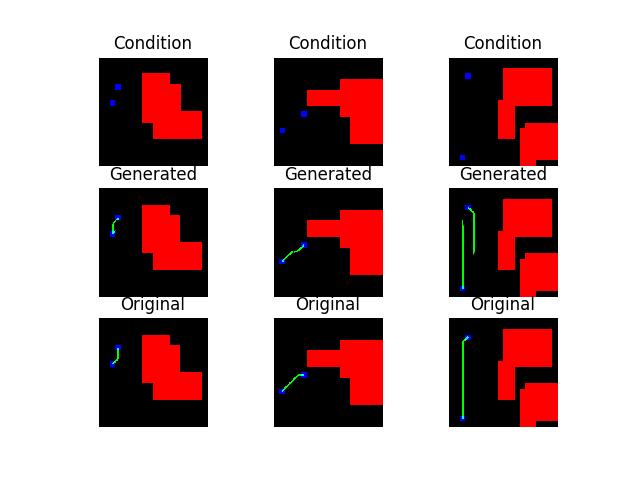 Condition Condition Condition
Generated Generated Generated
Original Original Original